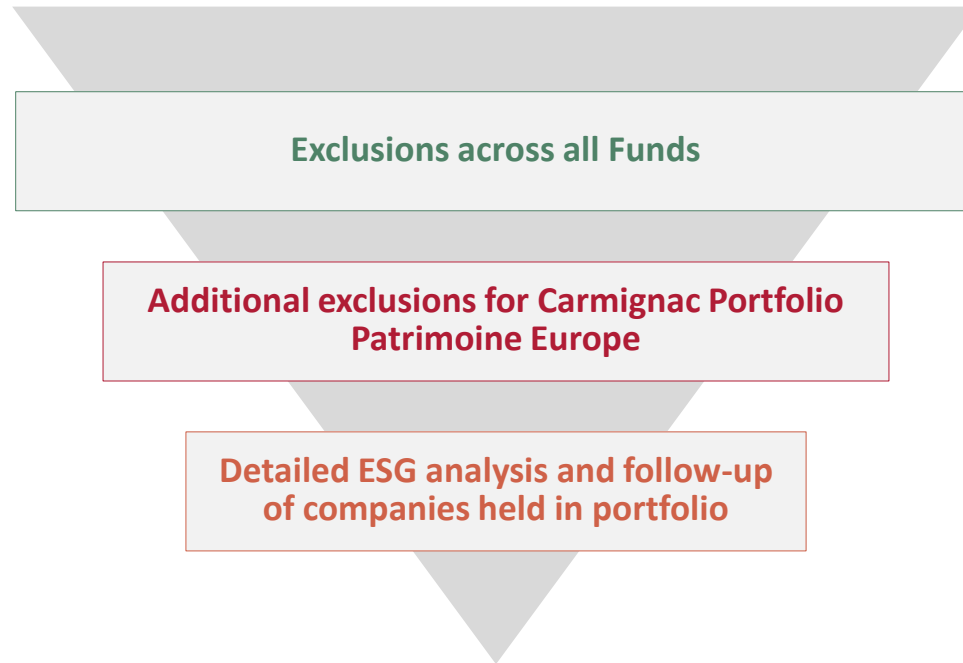 Exclusions across all Funds
Additional exclusions for Carmignac Portfolio
Patrimoine Europe
Detailed ESG analysis and follow-up
of companies held in portfolio